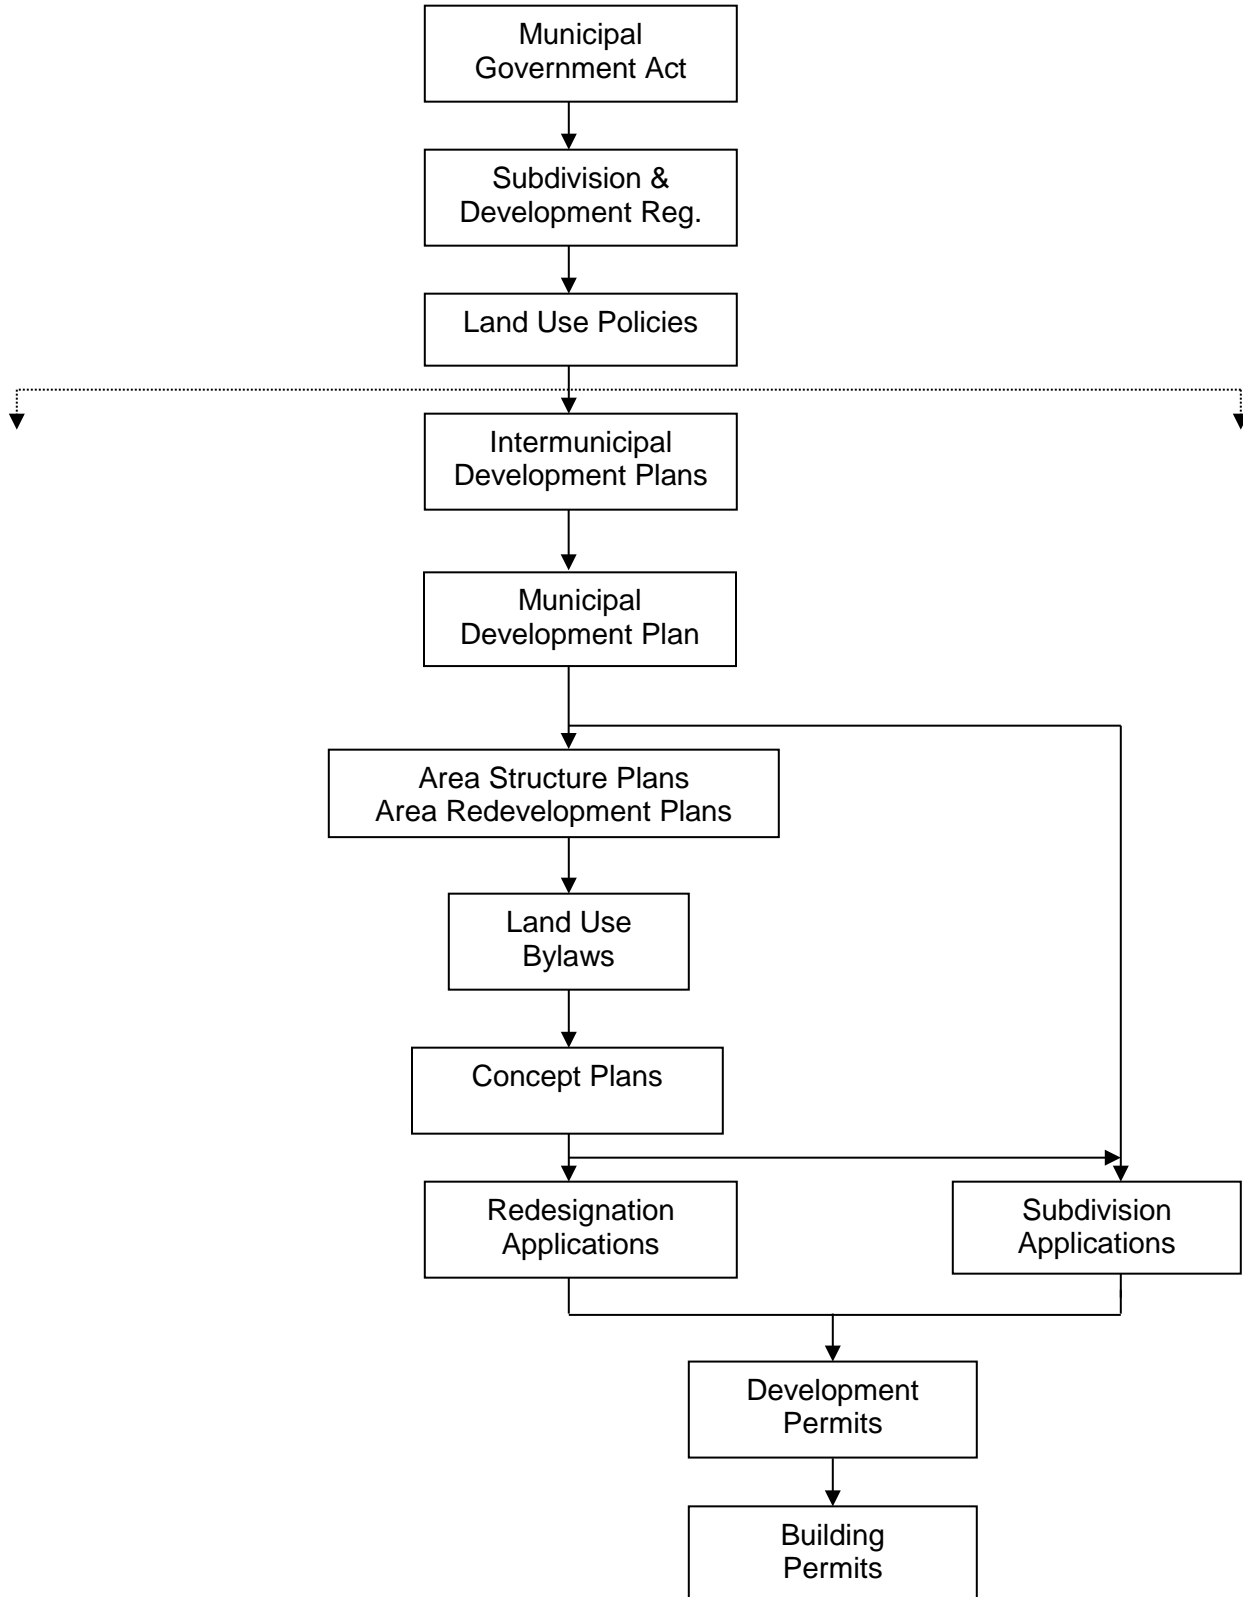 Municipal
Government Act
Subdivision &
Development Reg.
Land Use Policies
Intermunicipal
Development Plans
Municipal
Development Plan
Area Structure Plans
Area Redevelopment Plans
Land Use
Bylaws
Concept Plans
Redesignation
Applications
Subdivision
Applications
Development
Permits
Building
Permits